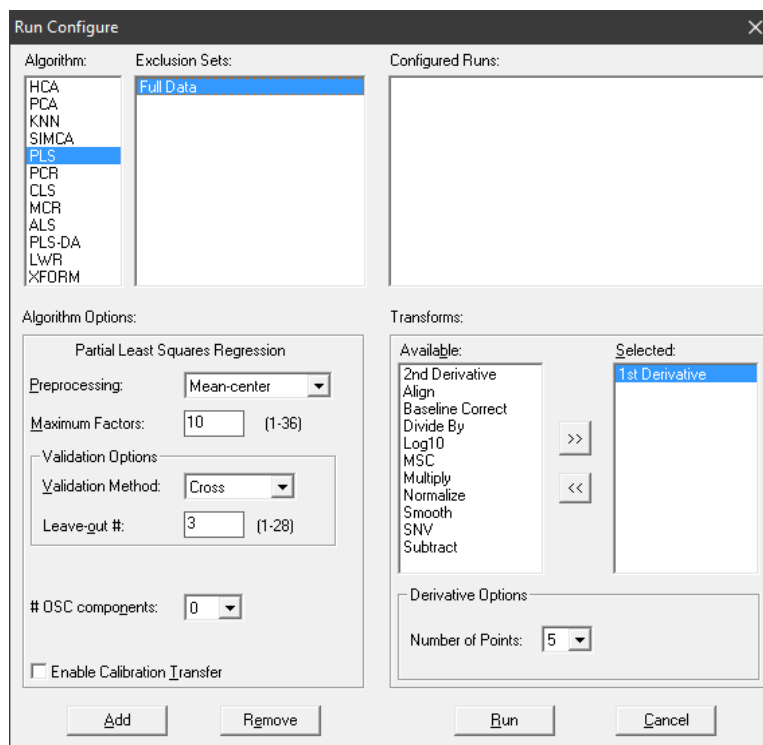 Run Configure
Algorithm:
HCA
PCA
KNN
SIMCA
PLS
PCR
CLS
MCR
ALS
PLS-DA
LWR
XFORM
Exclusion Sets:
Full Data
Configured Runs:
Algorithm Options:
Partial Least Squares Regression
Preprocessing: Mean-center
Maximum Factors: 10 (1-36)
Validation Options
Validation Method: Cross
Leave-out #: 3 (1-28)
# OSC components: 0
Enable Calibration Transfer
Transforms:
Available:
2nd Derivative
Align
Baseline Correct
Divide By
Log10
MSC
Multiply
Normalize
Smooth
SNV
Subtract
>>
<<
Selected:
1st Derivative
Derivative Options
Number of Points: 5
Add Remove Run Cancel